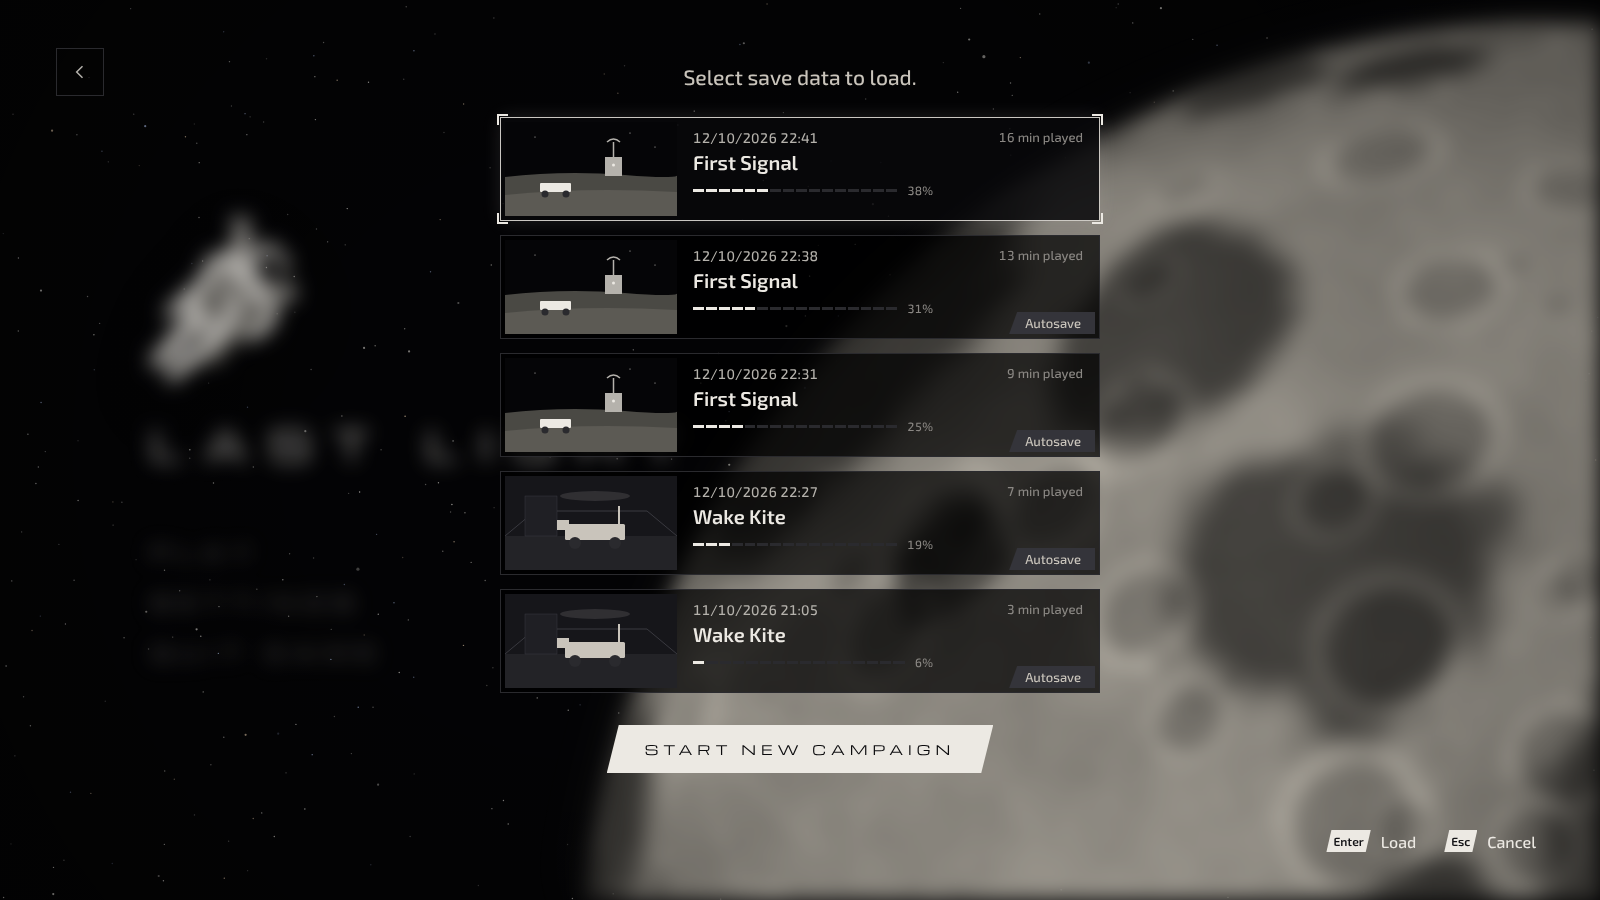 Select save data to load.
12/10/2026 22:41
16 min played
First Signal
38%
12/10/2026 22:38
13 min played
First Signal
31%
Autosave
12/10/2026 22:31
9 min played
First Signal
25%
Autosave
12/10/2026 22:27
7 min played
Wake Kite
19%
Autosave
11/10/2026 21:05
3 min played
Wake Kite
6%
Autosave
START NEW CAMPAIGN
Enter Load Esc Cancel